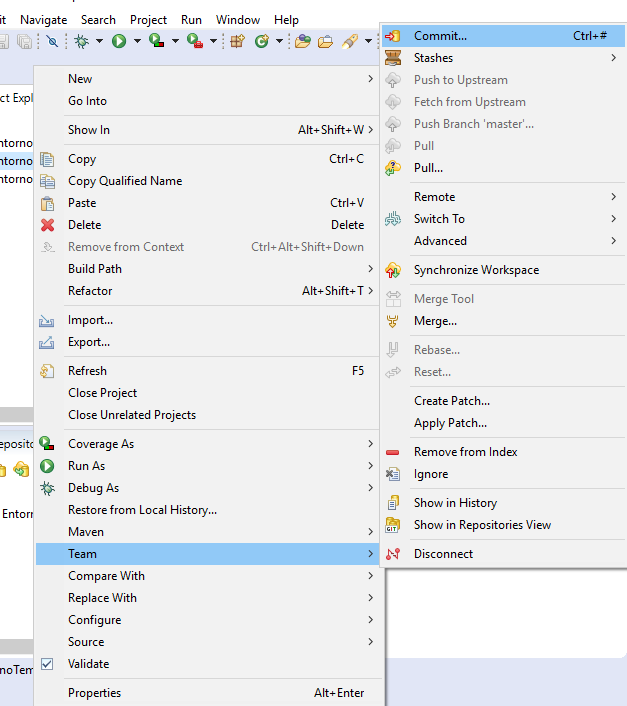 it Navigate Search Project Run Window Help
ct Expl
ntorno
ntorno
ntorno
eposito
Entorn
noTem
New
Go Into
Show In Alt+Shift+W
Copy Ctrl+C
Copy Qualified Name
Paste Ctrl+V
Delete Delete
Remove from Context Ctrl+Alt+Shift+Down
Build Path
Refactor Alt+Shift+T
Import...
Export...
Refresh F5
Close Project
Close Unrelated Projects
Coverage As
Run As
Debug As
Restore from Local History...
Maven
Team
Compare With
Replace With
Configure
Source
Validate
Properties Alt+Enter
Commit... Ctrl+#
Stashes
Push to Upstream
Fetch from Upstream
Push Branch 'master'...
Pull
Pull...
Remote
Switch To
Advanced
Synchronize Workspace
Merge Tool
Merge...
Rebase...
Reset...
Create Patch...
Apply Patch...
Remove from Index
Ignore
Show in History
GIT Show in Repositories View
Disconnect